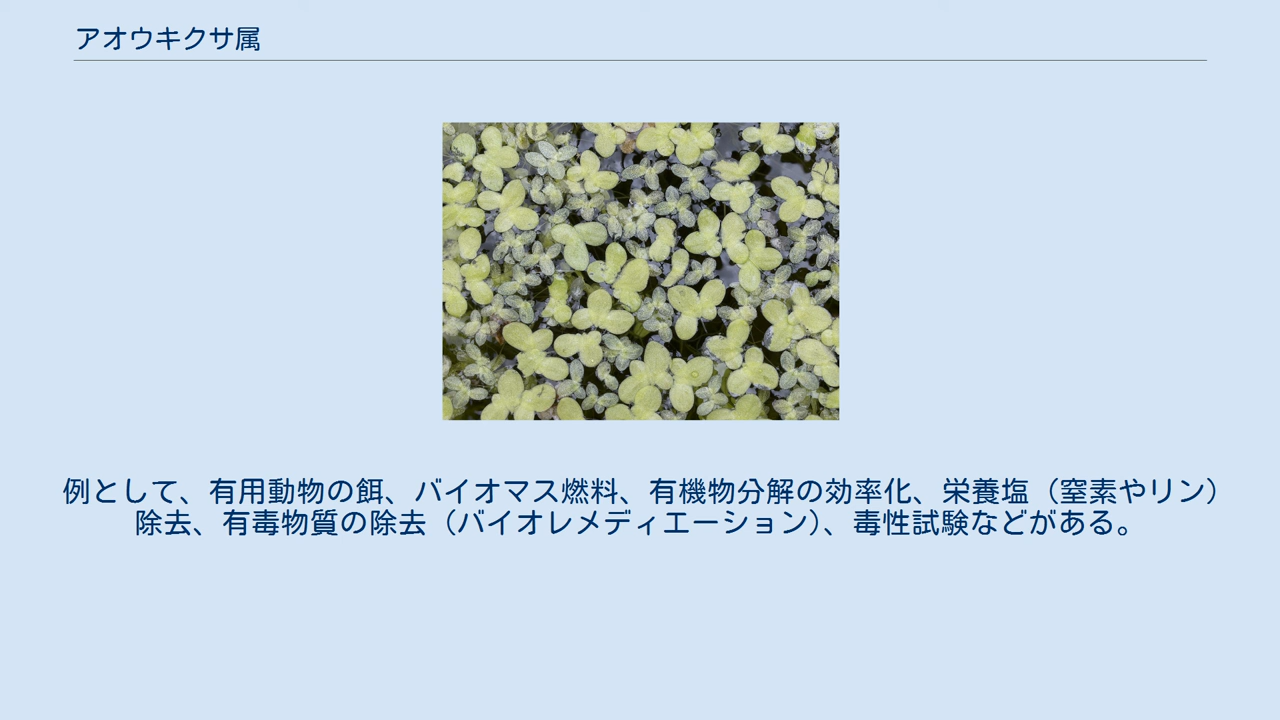 アオウキクサ属
例として、有用動物の餌、バイオマス燃料、有機物分解の効率化、栄養塩（窒素やリン）
除去、有毒物質の除去（バイオレメディエーション）、毒性試験などがある。